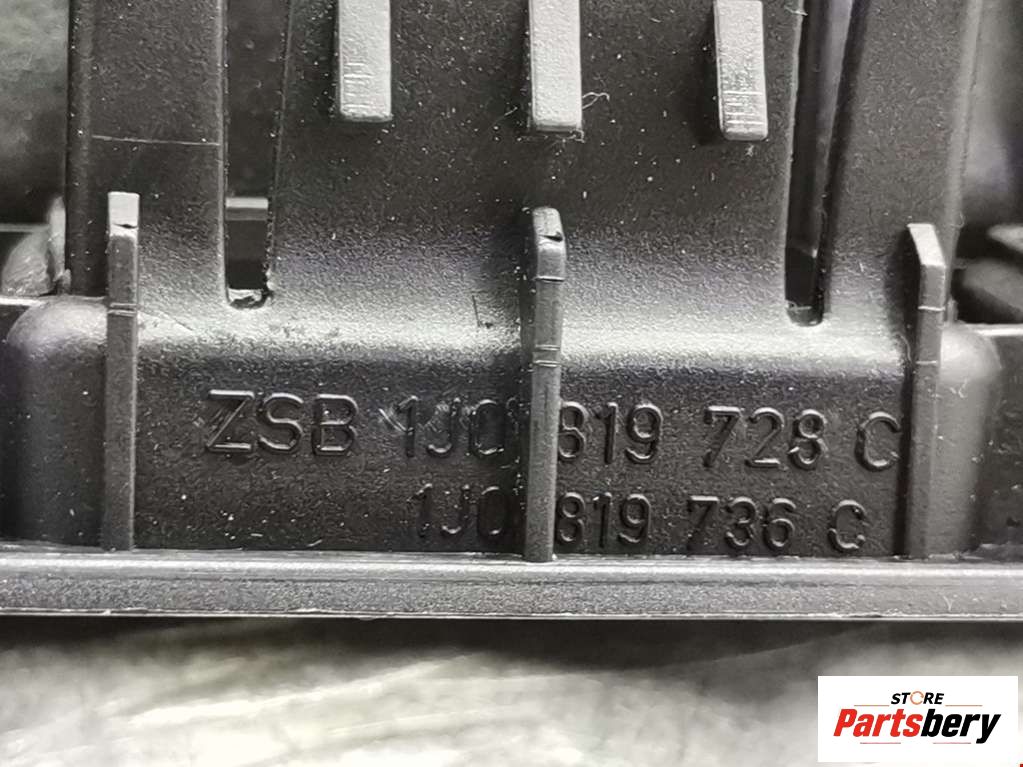 ZSB 1J0 819 728 C
1J0 819 736 C
STORE
Partsbery